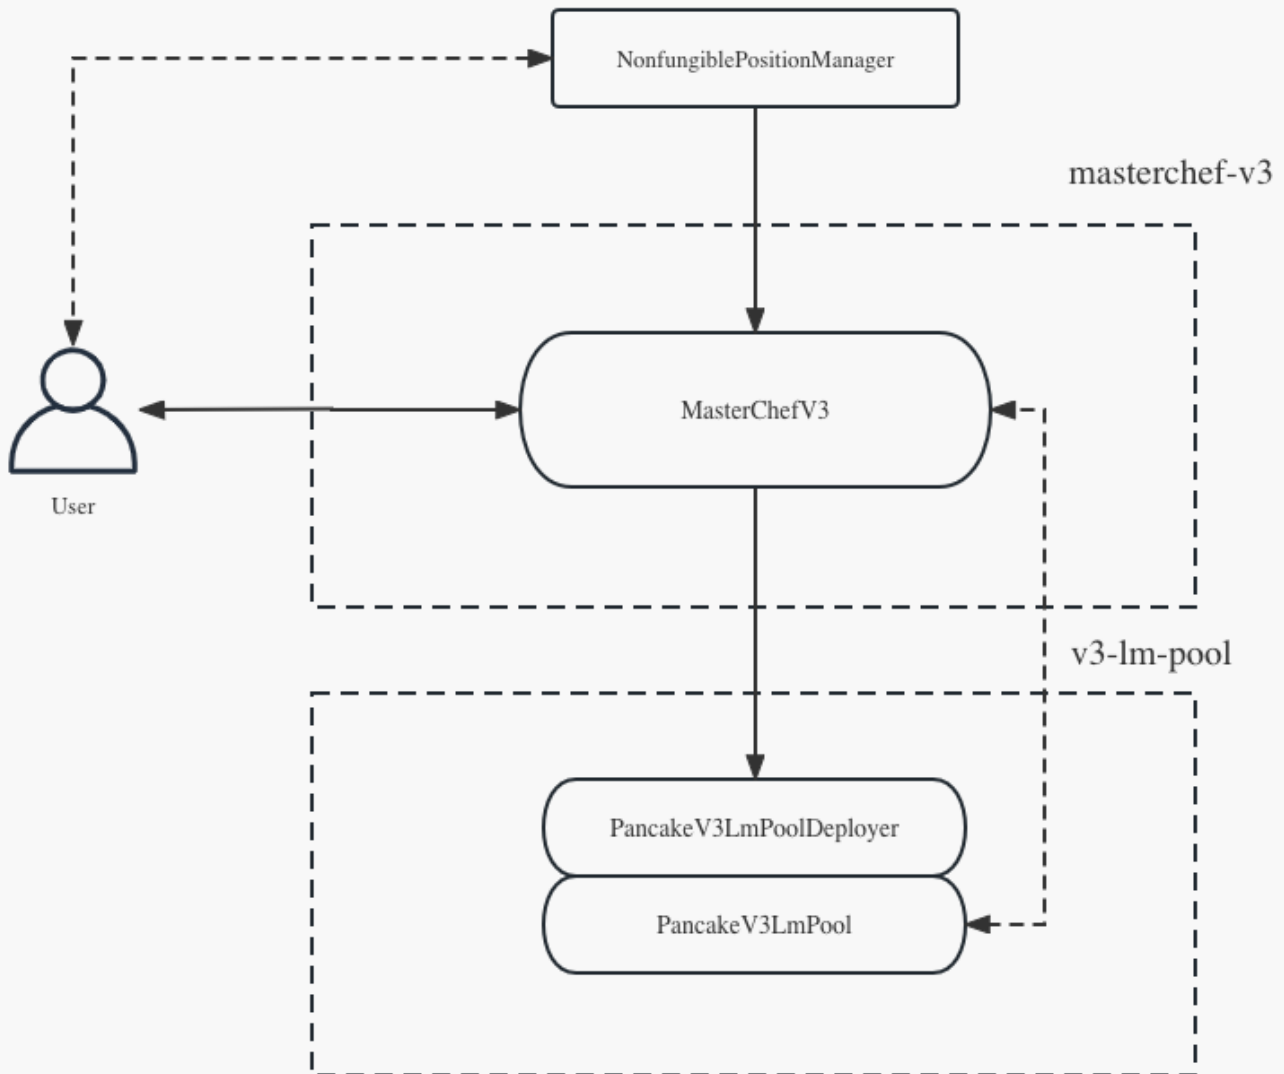 NonfungiblePositionManager
masterchef-v3
MasterChefV3
User
v3-lm-pool
PancakeV3LmPoolDeployer
PancakeV3LmPool